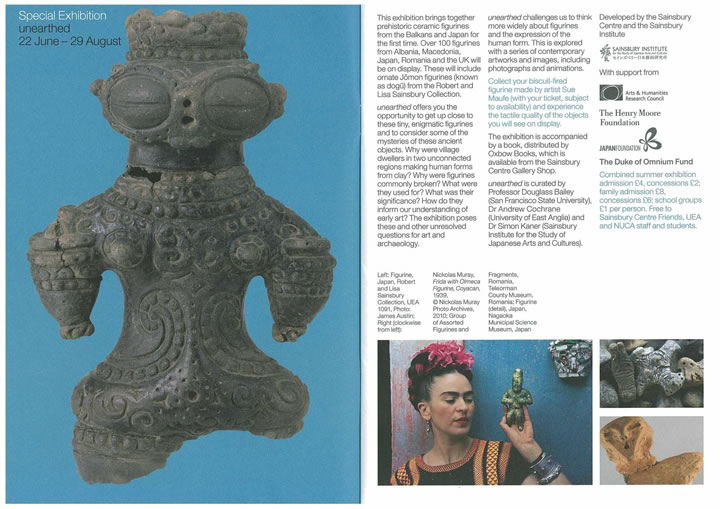 Special Exhibition
unearthed
22 June – 29 August
This exhibition brings together
prehistoric ceramic figurines
from the Balkans and Japan for
the first time. Over 100 figurines
from Albania, Macedonia,
Japan, Romania and the UK will
be on display. These will include
ornate Jōmon figurines (known
as dogū) from the Robert and
Lisa Sainsbury Collection.
unearthed offers you the
opportunity to get up close to
these tiny, enigmatic figurines
and to consider some of the
mysteries of these ancient
objects. Why were village
dwellers in two unconnected
regions making human forms
from clay? Why were figurines
commonly broken? What were
they used for? What was their
significance? How do they
inform our understanding of
early art? The exhibition poses
these and other unresolved
questions for art and
archaeology.
unearthed challenges us to think
more widely about figurines
and the expression of the
human form. This is explored
with a series of contemporary
artworks and images, including
photographs and animations.
Collect your biscuit-fired
figurine made by artist Sue
Maufe (with your ticket, subject
to availability) and experience
the tactile quality of the objects
you will see on display.
The exhibition is accompanied
by a book, distributed by
Oxbow Books, which is
available from the Sainsbury
Centre Gallery Shop.
unearthed is curated by
Professor Douglass Bailey
(San Francisco State University),
Dr Andrew Cochrane
(University of East Anglia) and
Dr Simon Kaner (Sainsbury
Institute for the Study of
Japanese Arts and Cultures).
Developed by the Sainsbury
Centre and the Sainsbury
Institute
SAINSBURY INSTITUTE
for the Study of Japanese Arts and Cultures
セインズベリー日本藝術研究所
With support from
Arts & Humanities
Research Council
The Henry Moore
Foundation
JAPANFOUNDATION
The Duke of Omnium Fund
Combined summer exhibition
admission £4, concessions £2;
family admission £8,
concessions £6; school groups
£1 per person. Free to
Sainsbury Centre Friends, UEA
and NUCA staff and students.
Left: Figurine,
Japan, Robert
and Lisa
Sainsbury
Collection, UEA
1091, Photo:
James Austin;
Right (clockwise
from left):
Nickolas Muray,
Frida with Olmeca
Figurine, Coyacan,
1939,
© Nickolas Muray
Photo Archives,
2010; Group
of Assorted
Figurines and
Fragments,
Romania,
Teleorman
County Museum,
Romania; Figurine
(detail), Japan,
Nagaoka
Municipal Science
Museum, Japan